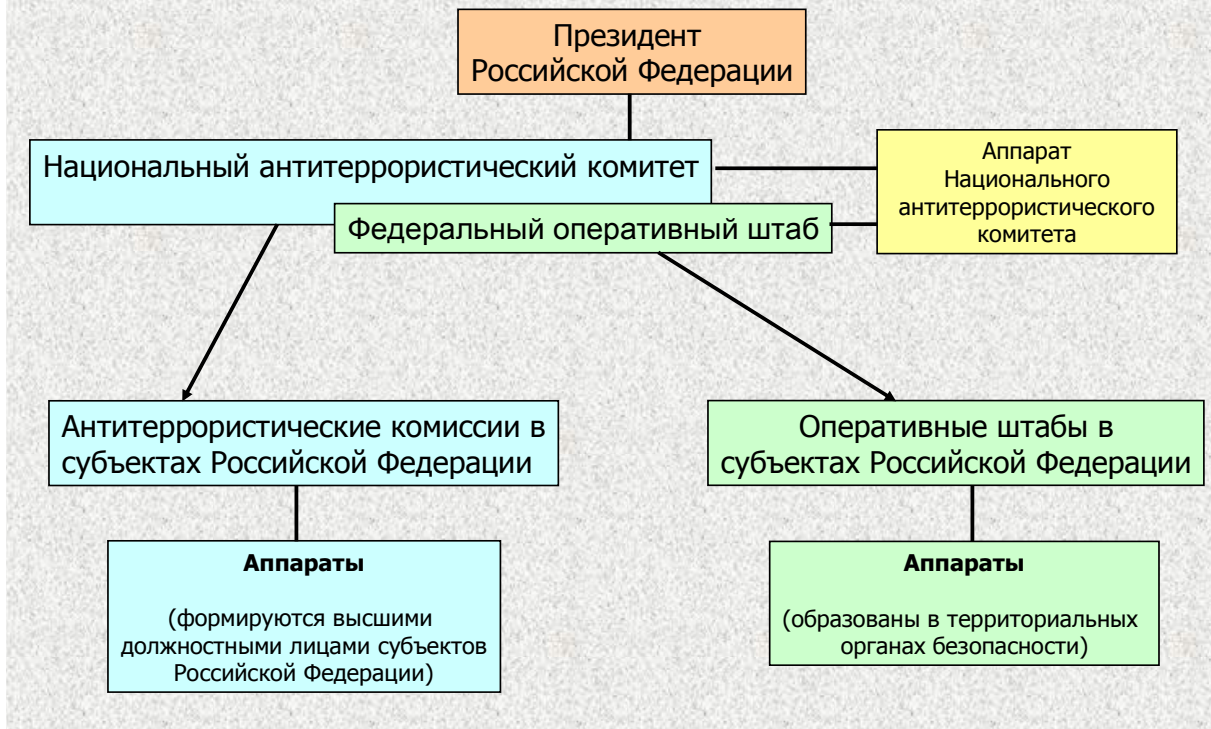 Президент
Российской Федерации
Национальный антитеррористический комитет
Аппарат
Национального
антитеррористического
комитета
Федеральный оперативный штаб
Антитеррористические комиссии в
субъектах Российской Федерации
Оперативные штабы в
субъектах Российской Федерации
Аппараты
(формируются высшими
должностными лицами субъектов
Российской Федерации)
Аппараты
(образованы в территориальных
органах безопасности)